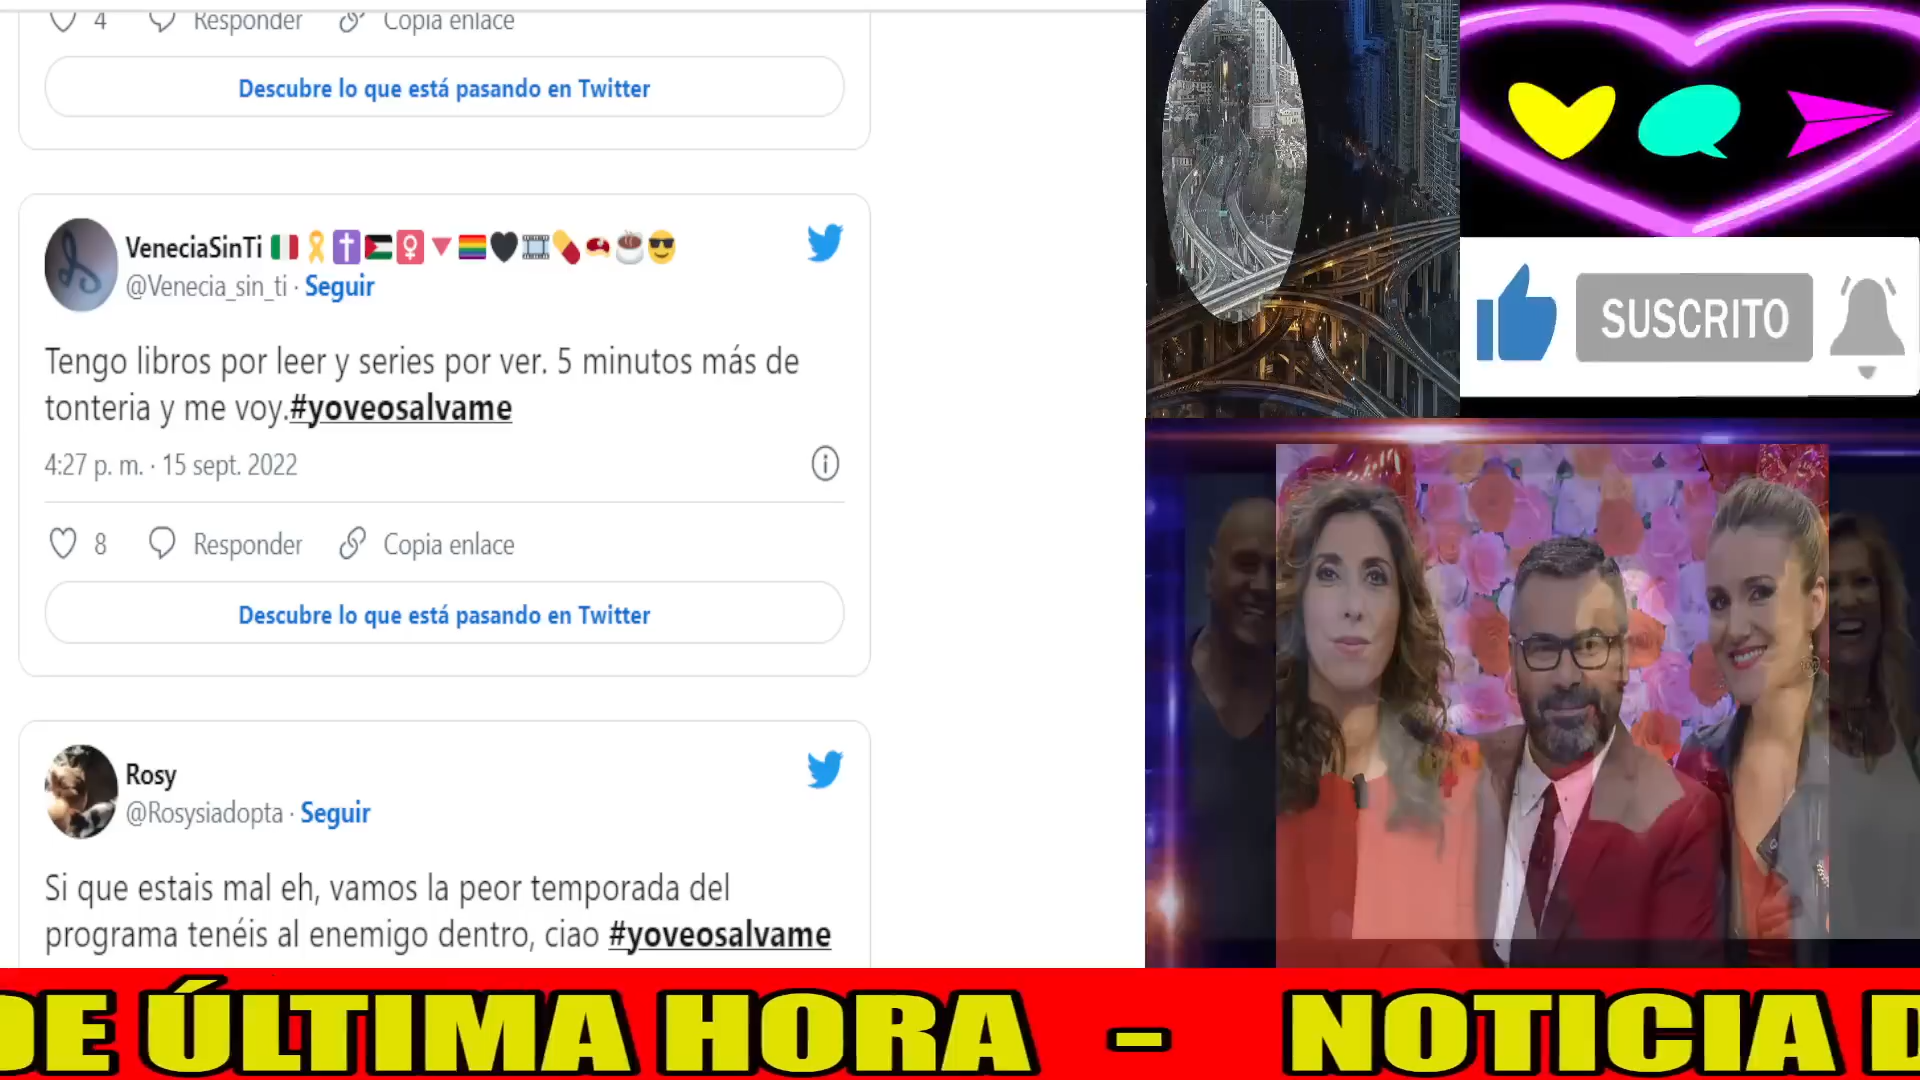 4 Responder Copia enlace
Descubre lo que está pasando en Twitter
VeneciaSinTi
@Venecia_sin_ti · Seguir
Tengo libros por leer y series por ver. 5 minutos más de
tonteria y me voy.#yoveosalvame
4:27 p. m. · 15 sept. 2022
8 Responder Copia enlace
Descubre lo que está pasando en Twitter
Rosy
@Rosysiadopta · Seguir
Si que estais mal eh, vamos la peor temporada del
programa tenéis al enemigo dentro, ciao #yoveosalvame
SUSCRITO
DE ÚLTIMA HORA - NOTICIA D